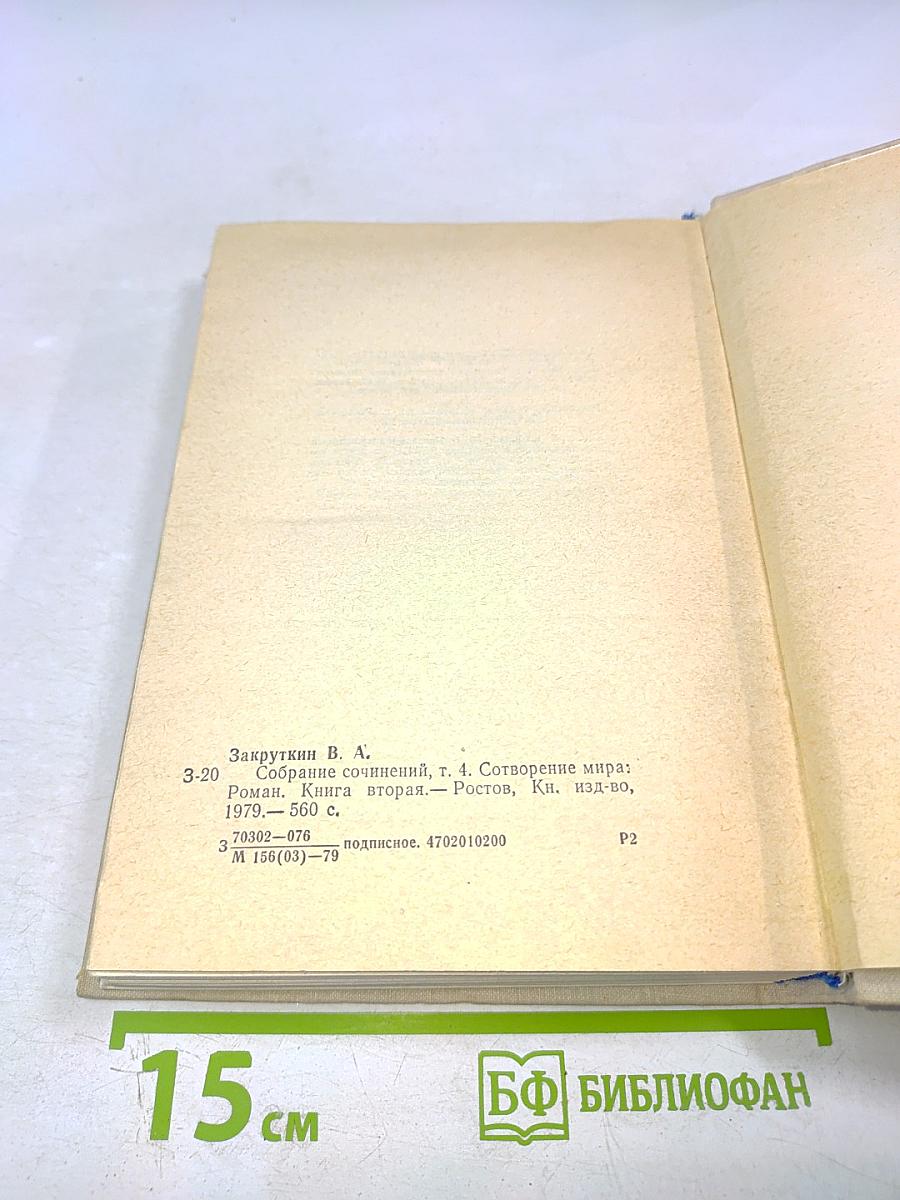 Закруткин В. А.
З-20 Собрание сочинений, т. 4. Сотворение мира:
Роман. Книга вторая.— Ростов, Кн. изд-во,
1979.— 560 с.
З 70302—076 подписное. 4702010200 Р2
М 156(03)—79
15 см
БФ БИБЛИОФАН